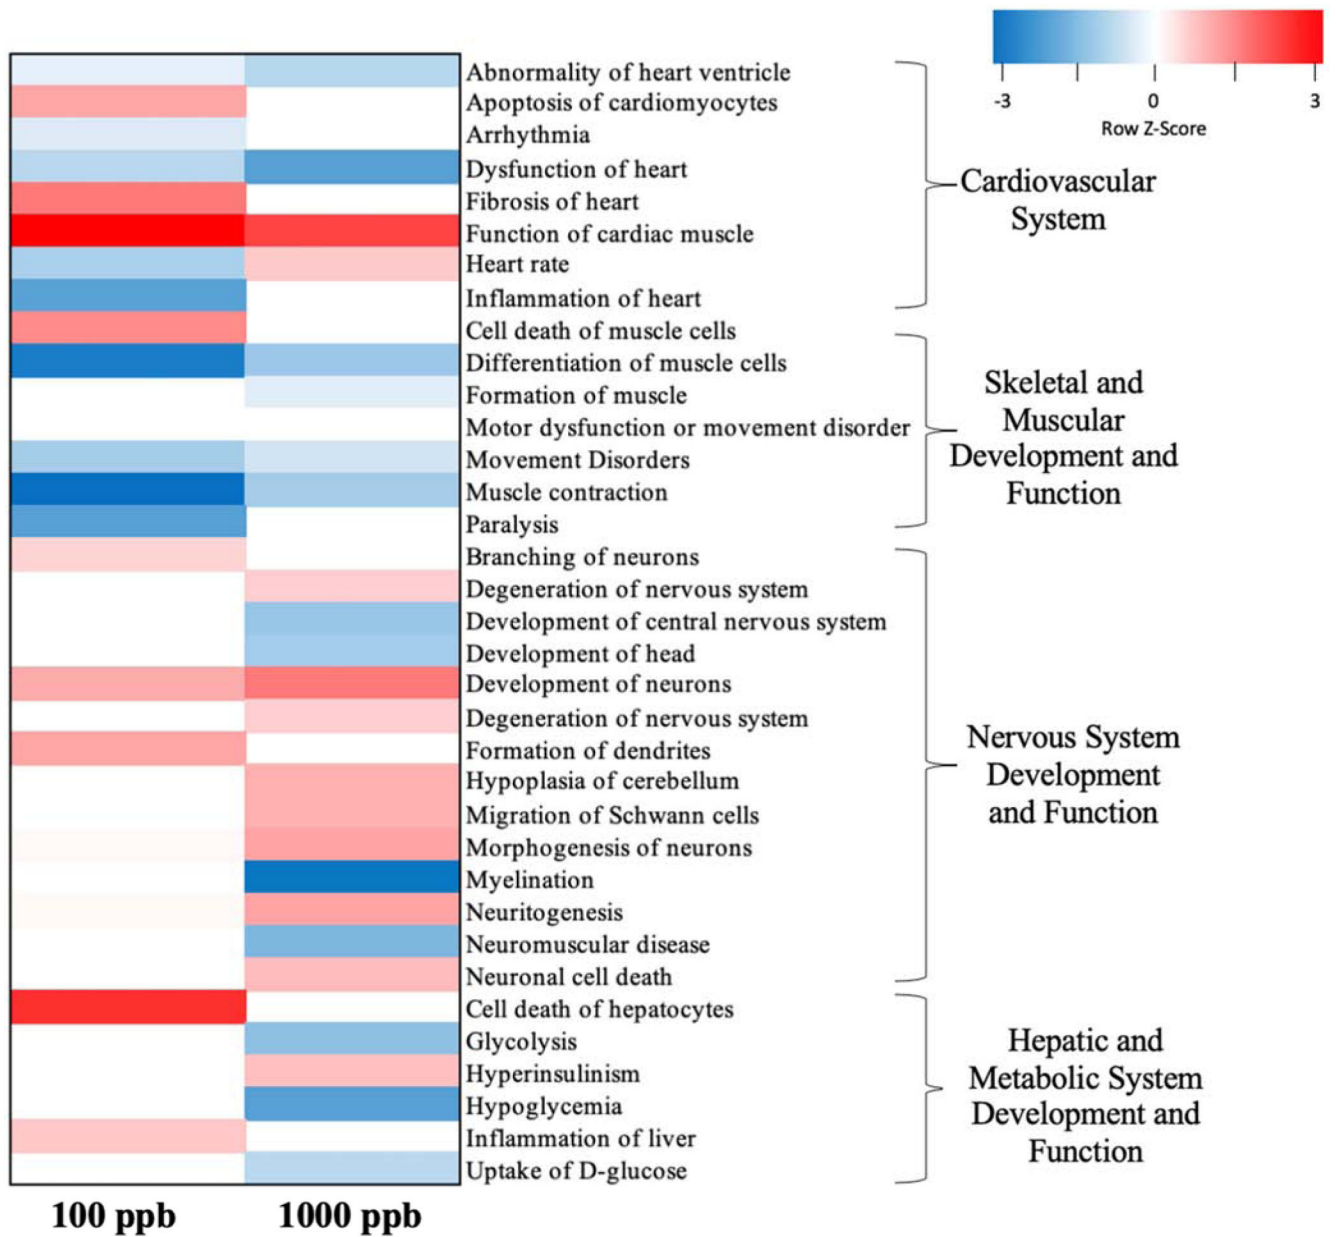 -3 0 3
Row Z-Score
Abnormality of heart ventricle
Apoptosis of cardiomyocytes
Arrhythmia
Dysfunction of heart
Fibrosis of heart
Function of cardiac muscle
Heart rate
Inflammation of heart
Cardiovascular
System
Cell death of muscle cells
Differentiation of muscle cells
Formation of muscle
Motor dysfunction or movement disorder
Movement Disorders
Muscle contraction
Paralysis
Skeletal and
Muscular
Development and
Function
Branching of neurons
Degeneration of nervous system
Development of central nervous system
Development of head
Development of neurons
Degeneration of nervous system
Formation of dendrites
Hypoplasia of cerebellum
Migration of Schwann cells
Morphogenesis of neurons
Myelination
Neuritogenesis
Neuromuscular disease
Neuronal cell death
Nervous System
Development
and Function
Cell death of hepatocytes
Glycolysis
Hyperinsulinism
Hypoglycemia
Inflammation of liver
Uptake of D-glucose
Hepatic and
Metabolic System
Development and
Function
100 ppb 1000 ppb